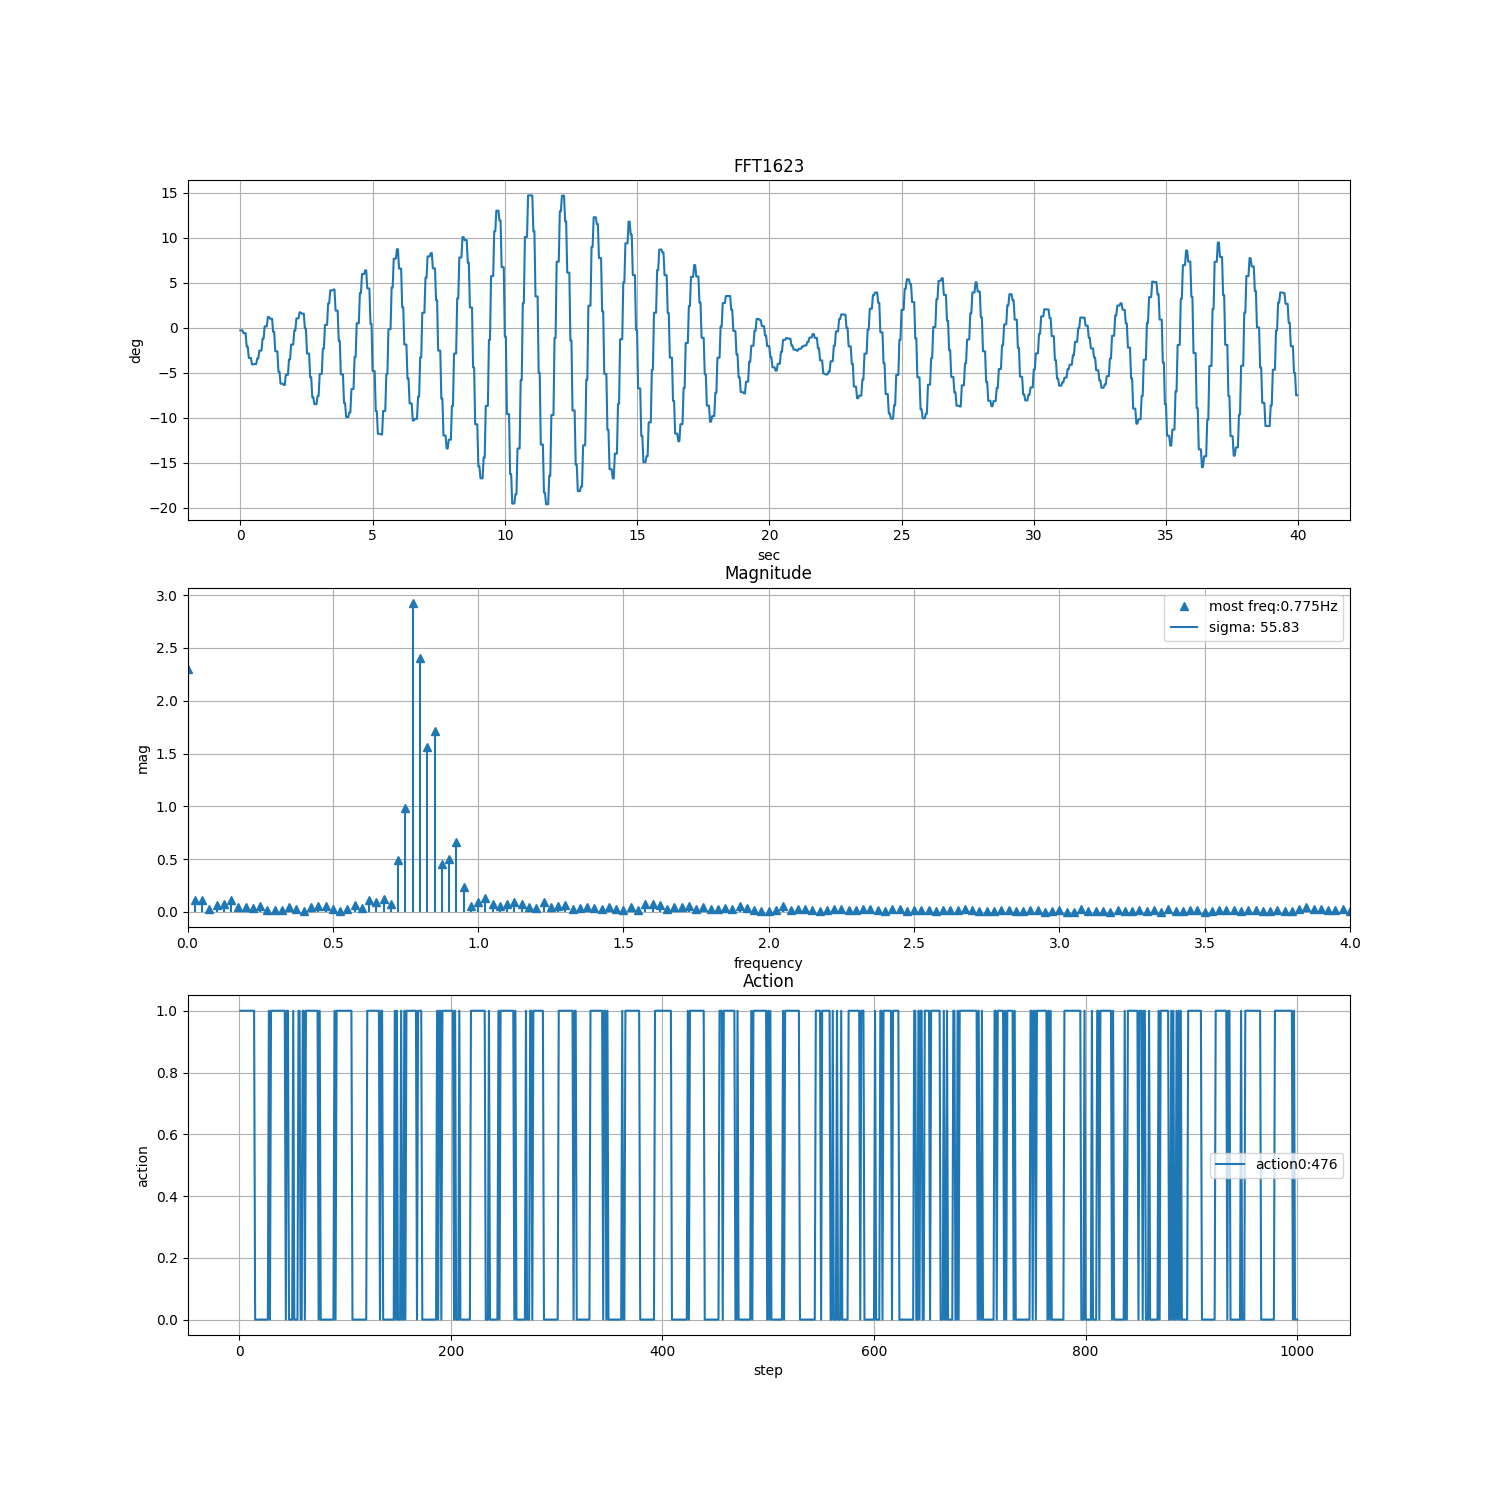 FFT1623
15
10
5
0
−5
−10
−15
−20
deg
0 5 10 15 20 25 30 35 40
sec
Magnitude
3.0
2.5
2.0
1.5
1.0
0.5
0.0
mag
most freq:0.775Hz
sigma: 55.83
0.0 0.5 1.0 1.5 2.0 2.5 3.0 3.5 4.0
frequency
Action
1.0
0.8
0.6
0.4
0.2
0.0
action
action0:476
0 200 400 600 800 1000
step